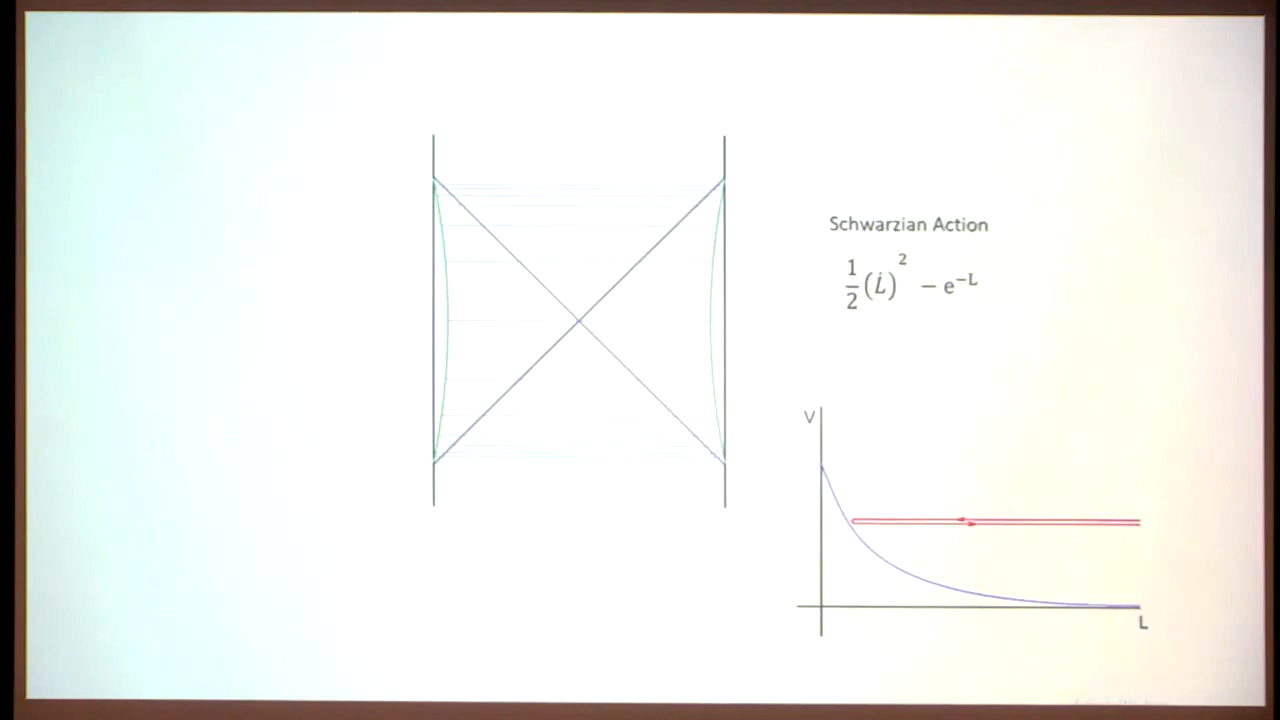 Schwarzian Action
1/2 (L̇)² − e^−L
V
L